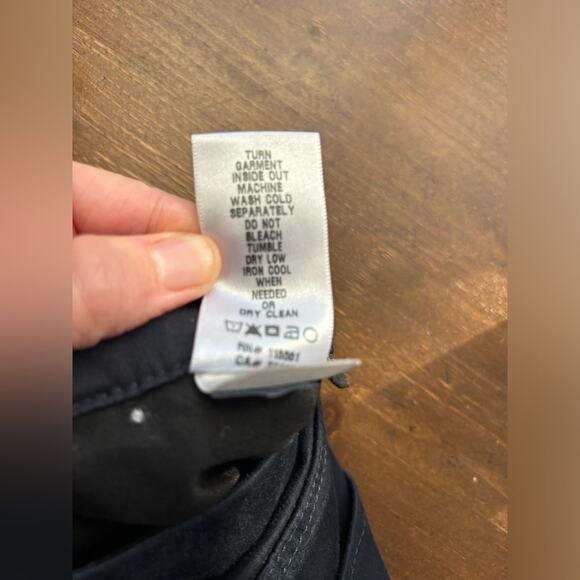 TURN
GARMENT
INSIDE OUT
MACHINE
WASH COLD
SEPARATELY
DO NOT
BLEACH
TUMBLE
DRY LOW
IRON COOL
WHEN
NEEDED
OR
DRY CLEAN